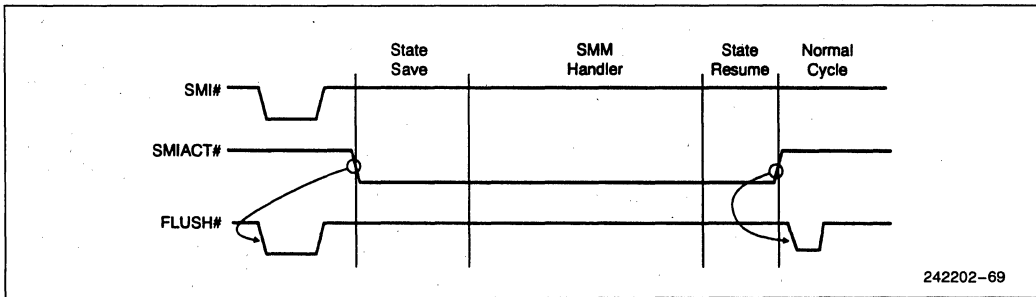 State Save
SMM Handler
State Resume
Normal Cycle
SMI#
SMIACT#
FLUSH#
242202-69